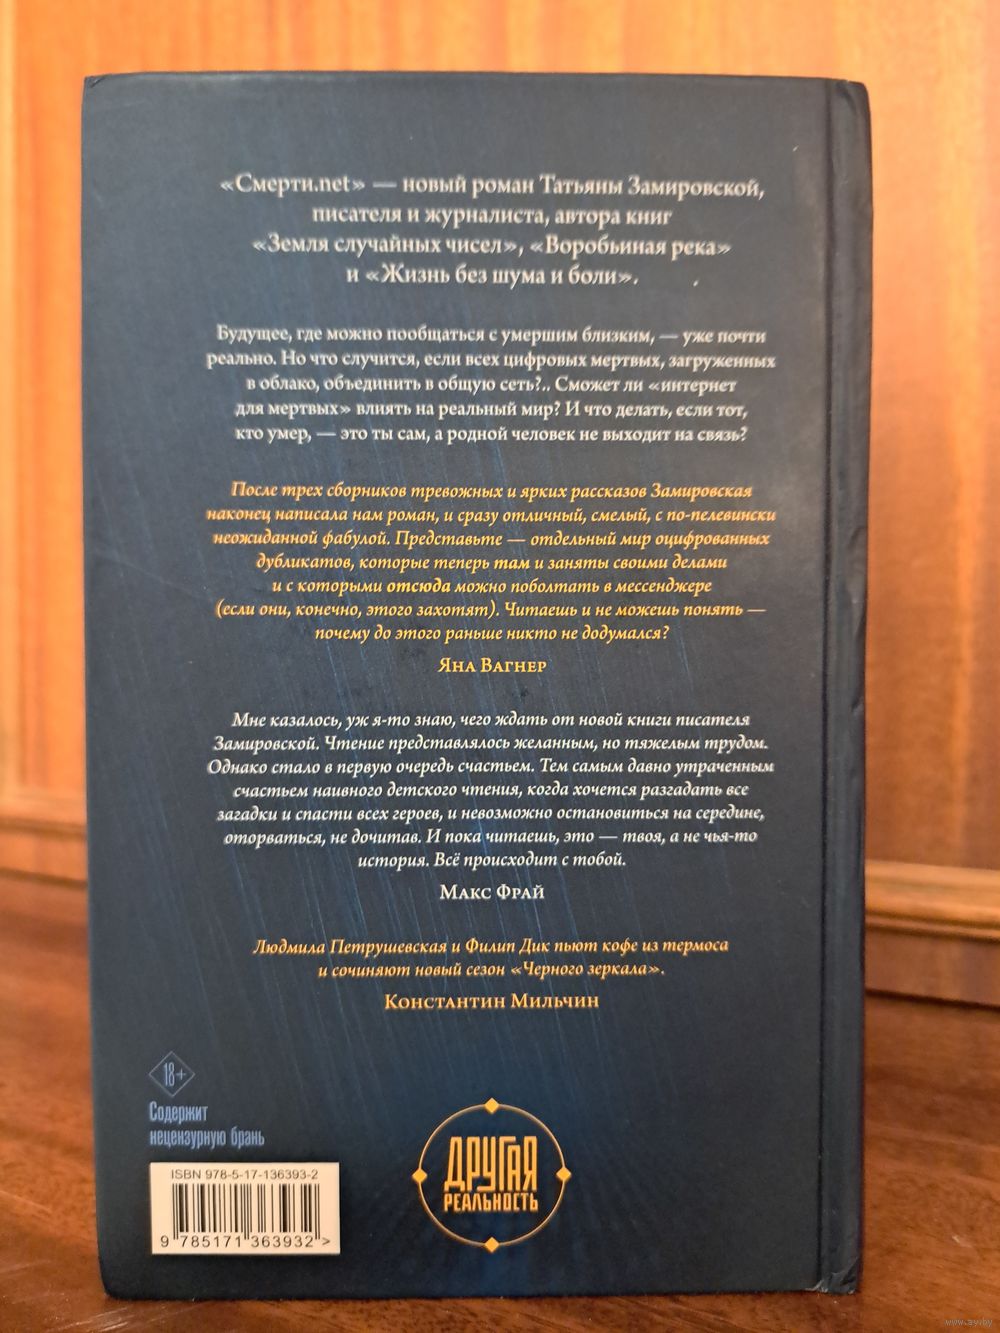 «Смерти.net» — новый роман Татьяны Замировской,
писателя и журналиста, автора книг
«Земля случайных чисел», «Воробьиная река»
и «Жизнь без шума и боли».
Будущее, где можно пообщаться с умершим близким, — уже почти
реально. Но что случится, если всех цифровых мертвых, загруженных
в облако, объединить в общую сеть?.. Сможет ли «интернет
для мертвых» влиять на реальный мир? И что делать, если тот,
кто умер, — это ты сам, а родной человек не выходит на связь?
После трех сборников тревожных и ярких рассказов Замировская
наконец написала нам роман, и сразу отличный, смелый, с по-пелевински
неожиданной фабулой. Представьте — отдельный мир оцифрованных
дубликатов, которые теперь там и заняты своими делами
и с которыми отсюда можно поболтать в мессенджере
(если они, конечно, этого захотят). Читаешь и не можешь понять —
почему до этого раньше никто не додумался?
Яна Вагнер
Мне казалось, уж я-то знаю, чего ждать от новой книги писателя
Замировской. Чтение представлялось желанным, но тяжелым трудом.
Однако стало в первую очередь счастьем. Тем самым давно утраченным
счастьем наивного детского чтения, когда хочется разгадать все
загадки и спасти всех героев, и невозможно остановиться на середине,
оторваться, не дочитав. И пока читаешь, это — твоя, а не чья-то
история. Всё происходит с тобой.
Макс Фрай
Людмила Петрушевская и Филип Дик пьют кофе из термоса
и сочиняют новый сезон «Черного зеркала».
Константин Мильчин
18+
Содержит
нецензурную брань
ISBN 978-5-17-136393-2
9 785171 363932 >
ДРУГАЯ
РЕАЛЬНОСТЬ
www.ay.by